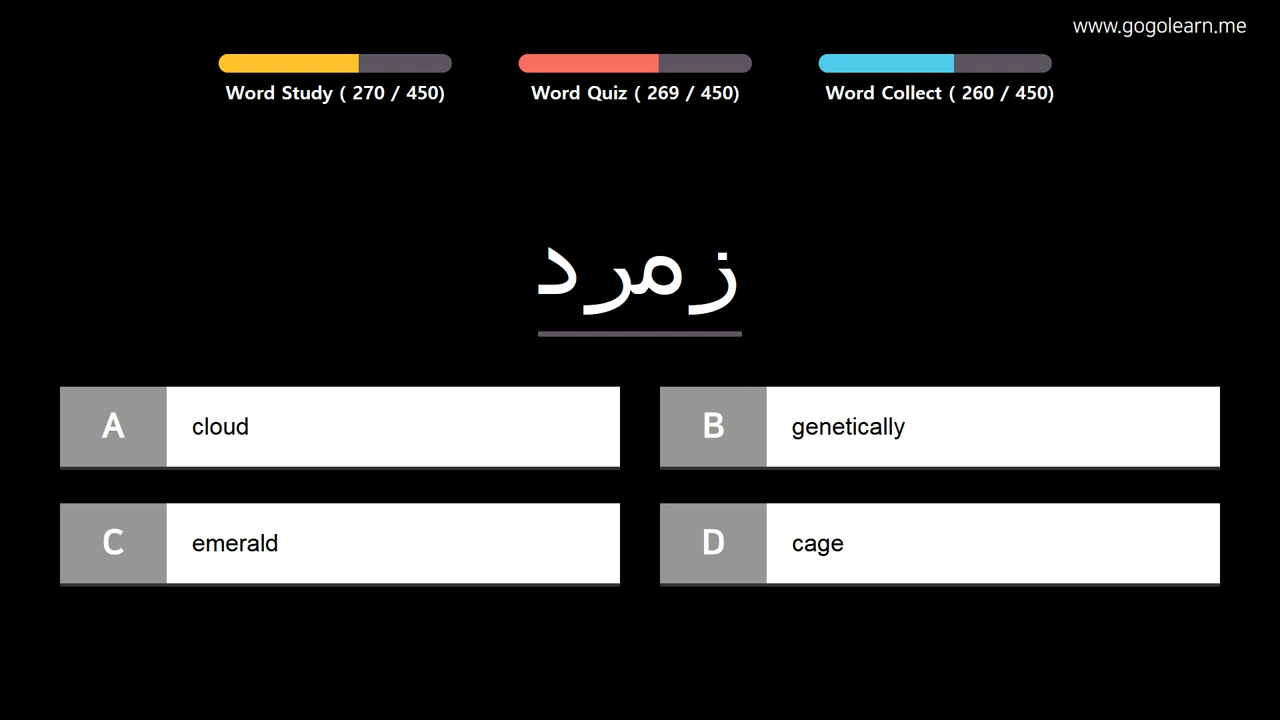 www.gogolearn.me
Word Study ( 270 / 450)
Word Quiz ( 269 / 450)
Word Collect ( 260 / 450)
زمرد
A cloud
B genetically
C emerald
D cage